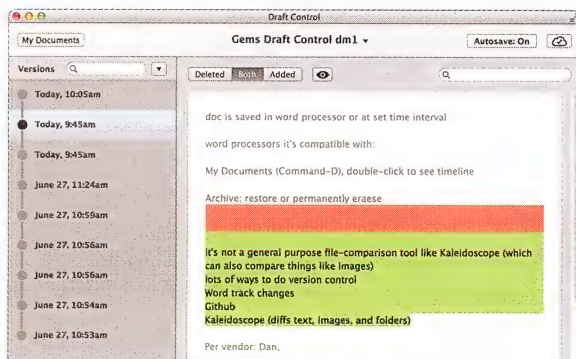 Draft Control
My Documents
Gems Draft Control dm1
Autosave: On
Versions
Deleted Both Added
Today, 10:05am
Today, 9:45am
Today, 9:45am
June 27, 11:24am
June 27, 10:59am
June 27, 10:56am
June 27, 10:56am
June 27, 10:54am
June 27, 10:53am
doc is saved in word processor or at set time interval
word processors it's compatible with:
My Documents (Command-D), double-click to see timeline
Archive: restore or permanently eraese
it's not a general purpose file-comparison tool like Kaleidoscope (which
can also compare things like images)
lots of ways to do version control
Word track changes
Github
Kaleidoscope (diffs text, images, and folders)
Per vendor: Dan,